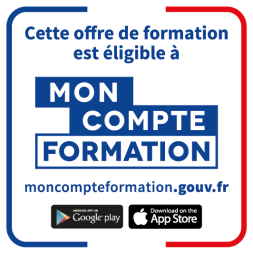 Cette offre de formation
est éligible à
MON
COMPTE
FORMATION
moncompteformation.gouv.fr
ANDROID APP ON
Google play
Download on the
App Store